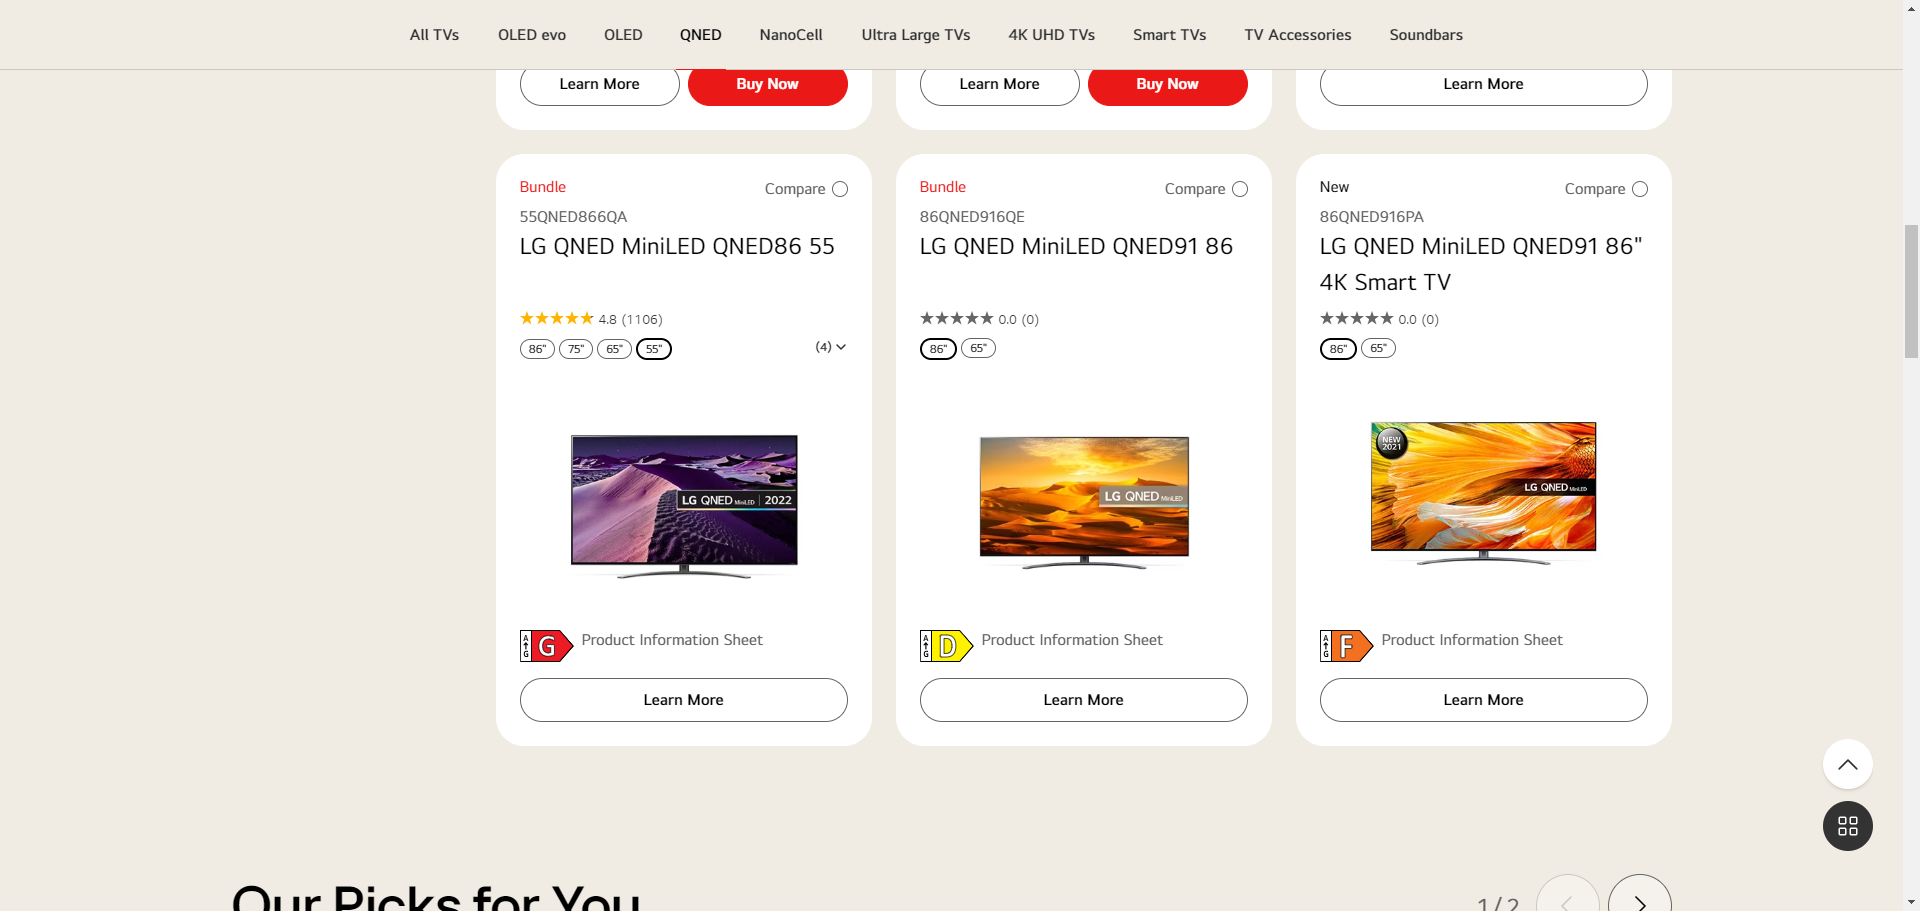 All TVs OLED evo OLED QNED NanoCell Ultra Large TVs 4K UHD TVs Smart TVs TV Accessories Soundbars
Learn More Buy Now
Learn More Buy Now
Learn More
Bundle Compare
55QNED866QA
LG QNED MiniLED QNED86 55
4.8 (1106)
86" 75" 65" 55" (4)
LG QNED MiniLED 2022
A G G Product Information Sheet
Learn More
Bundle Compare
86QNED916QE
LG QNED MiniLED QNED91 86
0.0 (0)
86" 65"
LG QNED MiniLED
A G D Product Information Sheet
Learn More
New Compare
86QNED916PA
LG QNED MiniLED QNED91 86"
4K Smart TV
0.0 (0)
86" 65"
NEW
2021
LG QNED MiniLED
A G F Product Information Sheet
Learn More
Our Picks for You
1/2